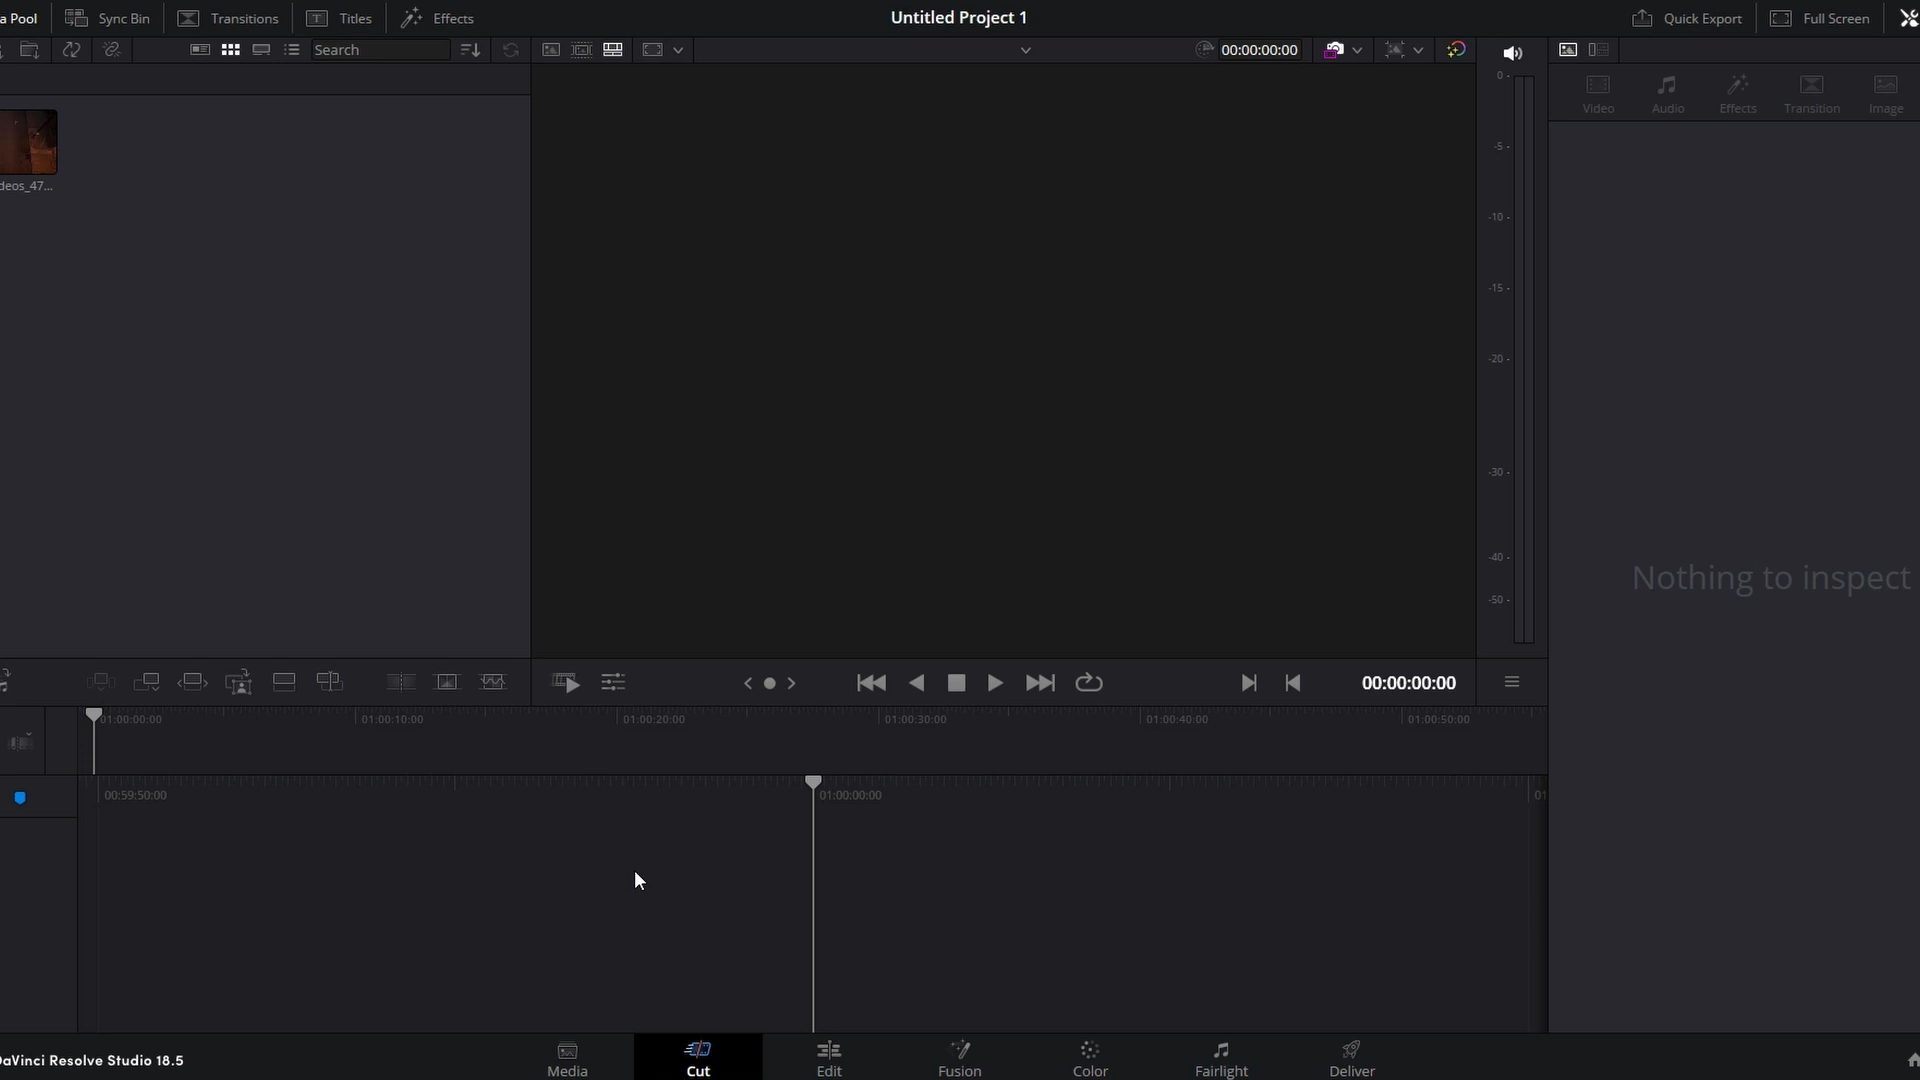 a Pool
Sync Bin
Transitions
Titles
Effects
Untitled Project 1
Quick Export
Full Screen
Search
00:00:00:00
Video
Audio
Effects
Transition
Image
deos_47...
0
-5
-10
-15
-20
-30
-40
-50
Nothing to inspect
00:00:00:00
01:00:00:00
01:00:10:00
01:00:20:00
01:00:30:00
01:00:40:00
01:00:50:00
00:59:50:00
01:00:00:00
01
DaVinci Resolve Studio 18.5
Media
Cut
Edit
Fusion
Color
Fairlight
Deliver